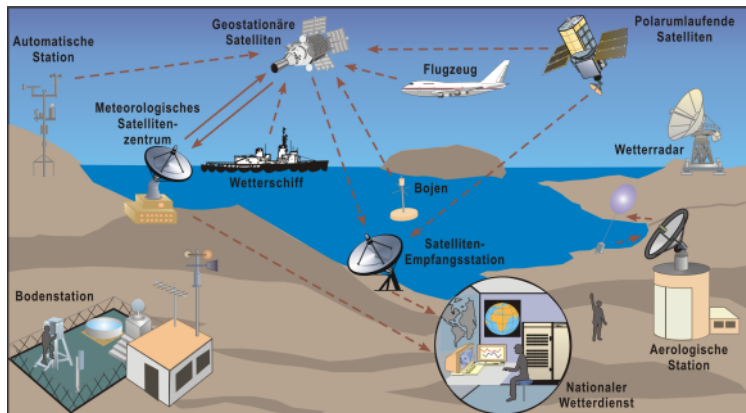 Geostationäre
Satelliten
Polarumlaufende
Satelliten
Automatische
Station
Flugzeug
Meteorologisches
Satelliten-
zentrum
Wetterradar
Wetterschiff
Bojen
Satelliten-
Empfangsstation
Bodenstation
Aerologische
Station
Nationaler
Wetterdienst